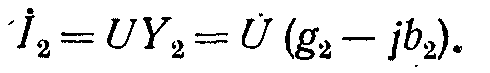 İ₂ = UY₂ = U̇ (g₂ − jb₂).